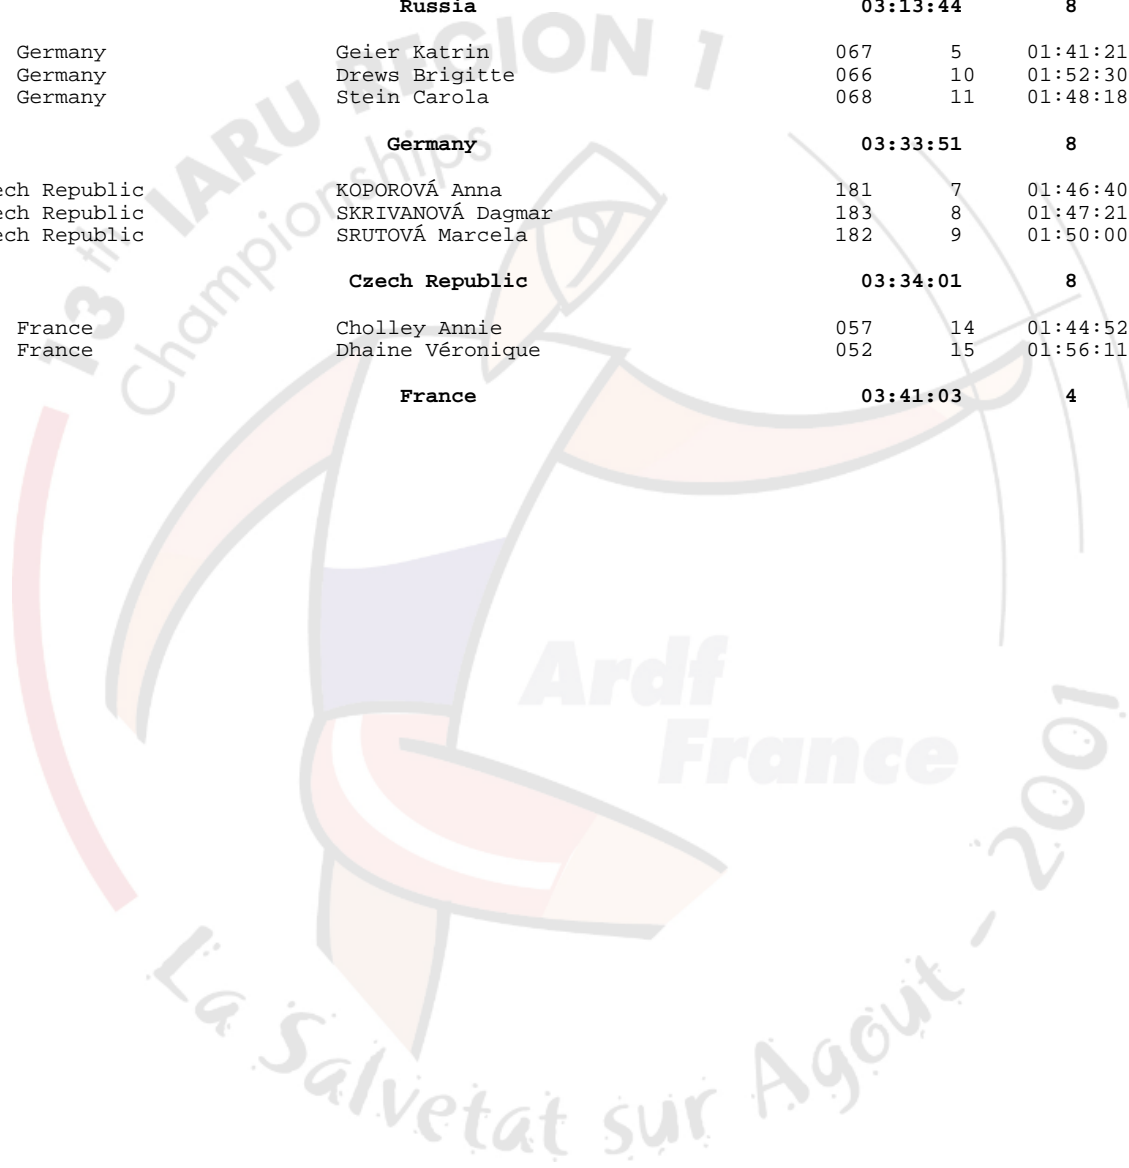 Russia 03:13:44 8
Germany Geier Katrin 067 5 01:41:21
Germany Drews Brigitte 066 10 01:52:30
Germany Stein Carola 068 11 01:48:18
Germany 03:33:51 8
ech Republic KOPOROVÁ Anna 181 7 01:46:40
ech Republic SKRIVANOVÁ Dagmar 183 8 01:47:21
ech Republic SRUTOVÁ Marcela 182 9 01:50:00
Czech Republic 03:34:01 8
France Cholley Annie 057 14 01:44:52
France Dhaine Véronique 052 15 01:56:11
France 03:41:03 4
13 th IARU REGION 1
Championships
Ardf
France
La Salvetat sur Agout - 2001